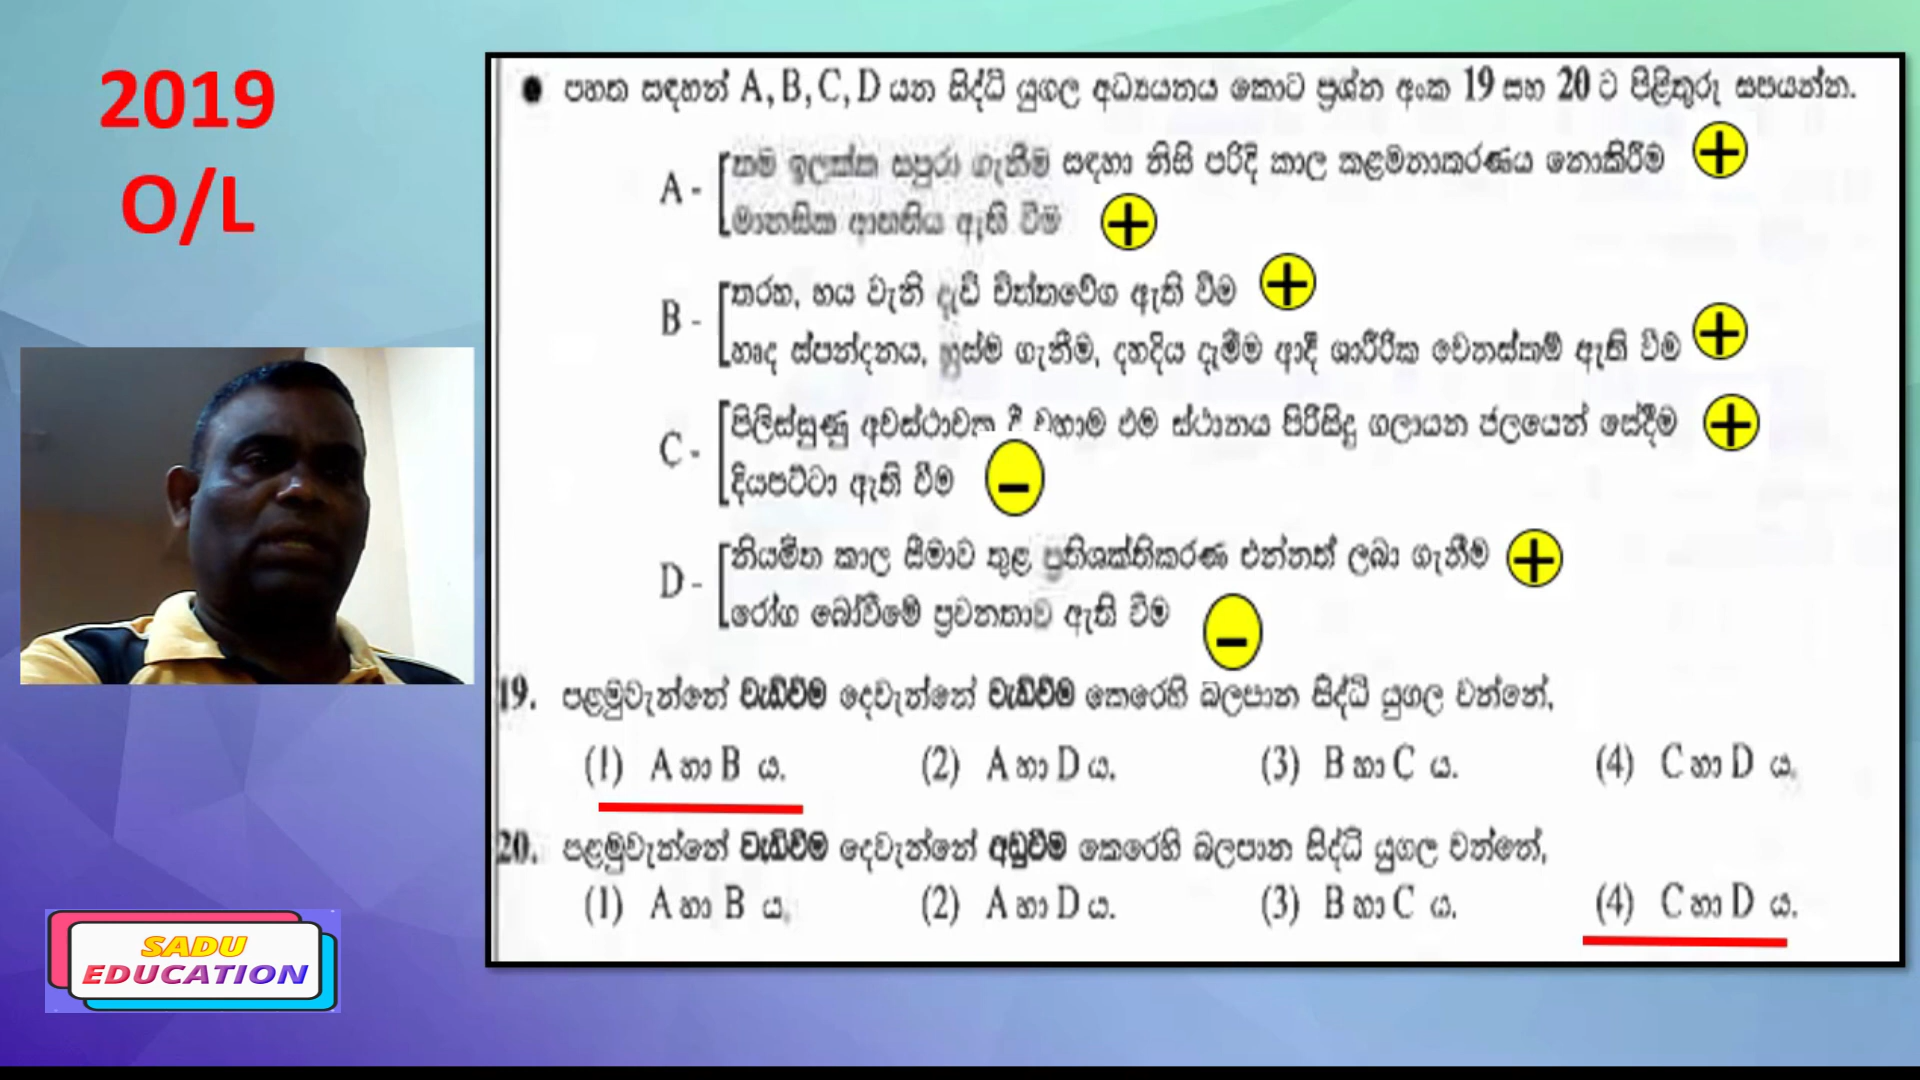 2019
O/L
● පහත සඳහන් A, B, C, D යන සිද්ධි යුගල අධ්‍යයනය කොට ප්‍රශ්න අංක 19 සහ 20 ට පිළිතුරු සපයන්න.
A - තම ඉලක්ක සපුරා ගැනීම සඳහා නිසි පරිදි කාල කළමනාකරණය නොකිරීම +
මානසික ආතතිය ඇති වීම +
B - තරහ, භය වැනි දැඩි චිත්තවේග ඇති වීම +
හෘද ස්පන්දනය, හුස්ම ගැනීම, දහදිය දැමීම ආදී ශාරීරික වෙනස්කම් ඇති වීම +
C - පිලිස්සුණු අවස්ථාවක දී වහාම එම ස්ථානය පිරිසිදු ගලායන ජලයෙන් සේදීම +
දියපට්ටා ඇති වීම -
D - නියමිත කාල සීමාව තුළ ප්‍රතිශක්තිකරණ එන්නත් ලබා ගැනීම +
රෝග බෝවීමේ ප්‍රවනතාව ඇති වීම -
19. පළමුවැන්නේ වැඩිවීම දෙවැන්නේ වැඩිවීම කෙරෙහි බලපාන සිද්ධි යුගල වන්නේ,
(1) A හා B ය. (2) A හා D ය. (3) B හා C ය. (4) C හා D ය.
20. පළමුවැන්නේ වැඩිවීම දෙවැන්නේ අඩුවීම කෙරෙහි බලපාන සිද්ධි යුගල වන්නේ,
(1) A හා B ය. (2) A හා D ය. (3) B හා C ය. (4) C හා D ය.
SADU
EDUCATION